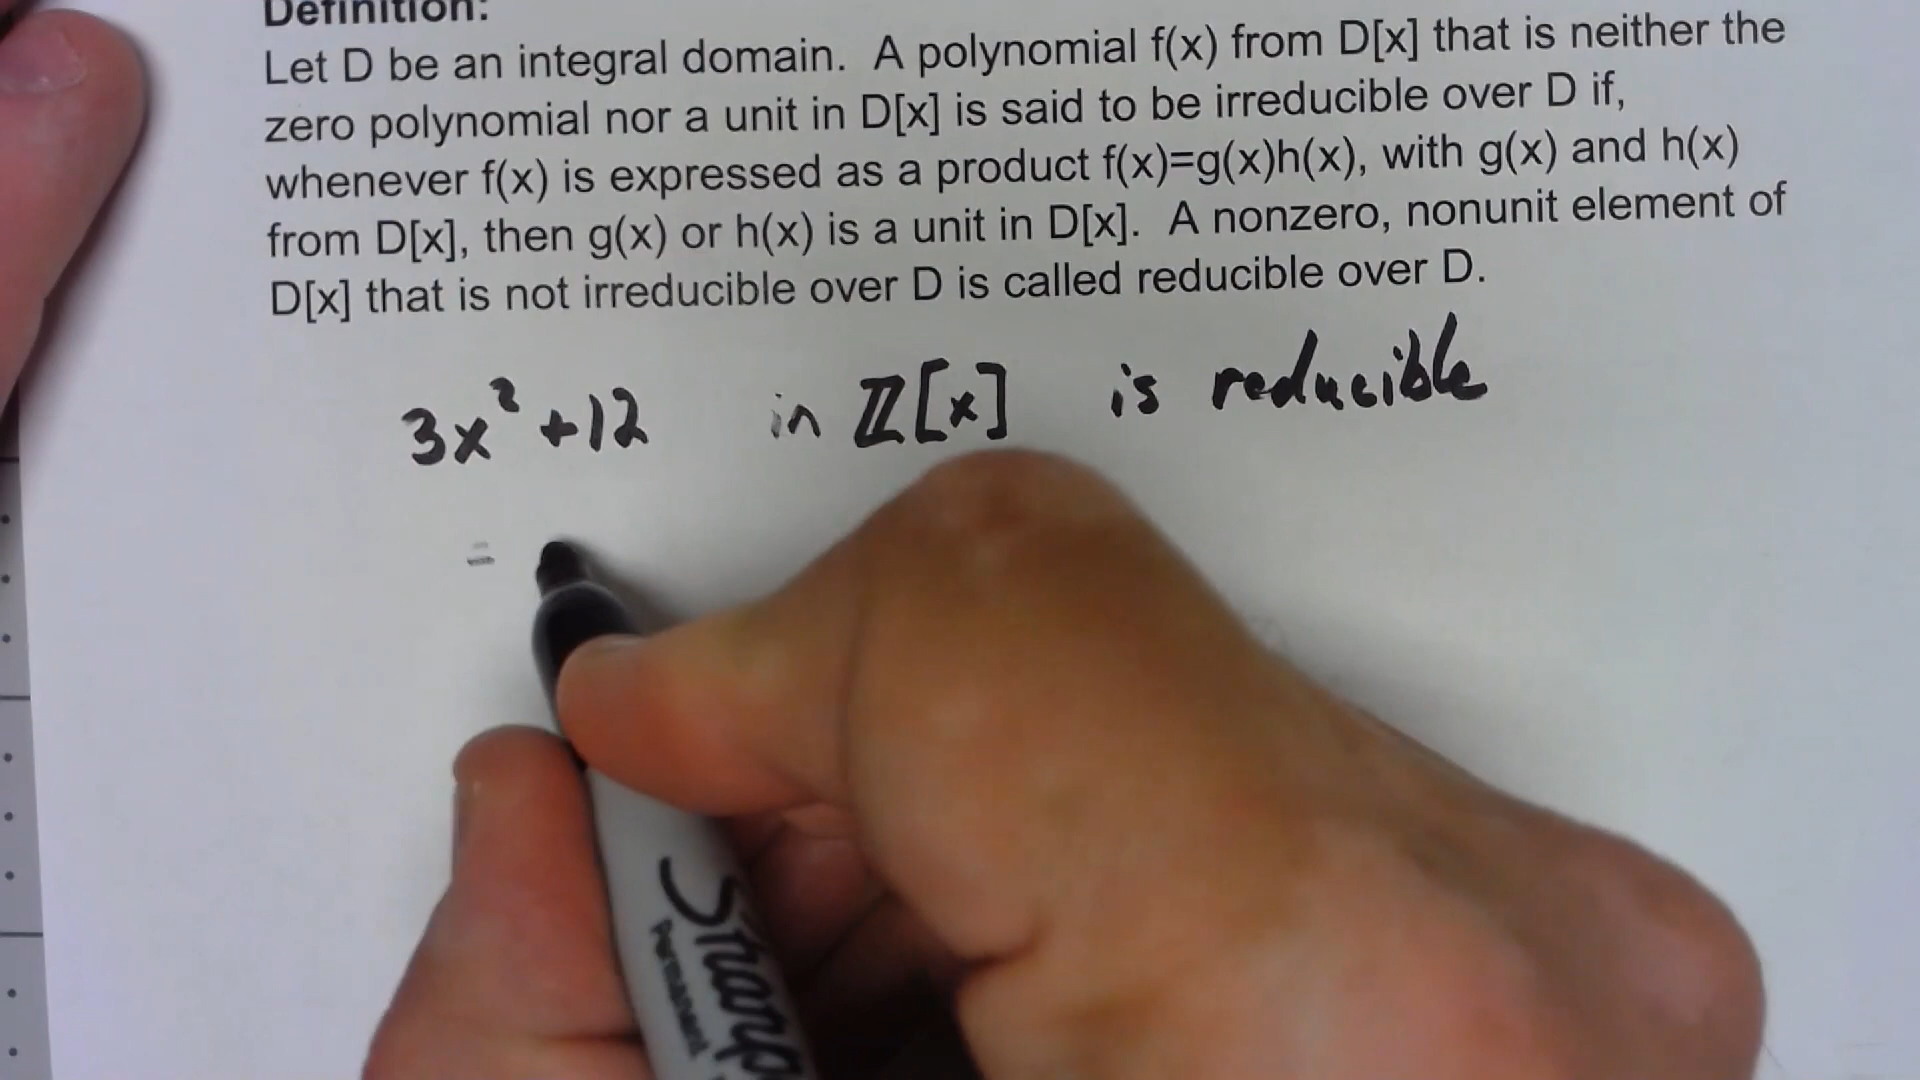 Definition:
Let D be an integral domain. A polynomial f(x) from D[x] that is neither the
zero polynomial nor a unit in D[x] is said to be irreducible over D if,
whenever f(x) is expressed as a product f(x)=g(x)h(x), with g(x) and h(x)
from D[x], then g(x) or h(x) is a unit in D[x]. A nonzero, nonunit element of
D[x] that is not irreducible over D is called reducible over D.
3x² +12 in ℤ[x] is reducible
=
Permanent